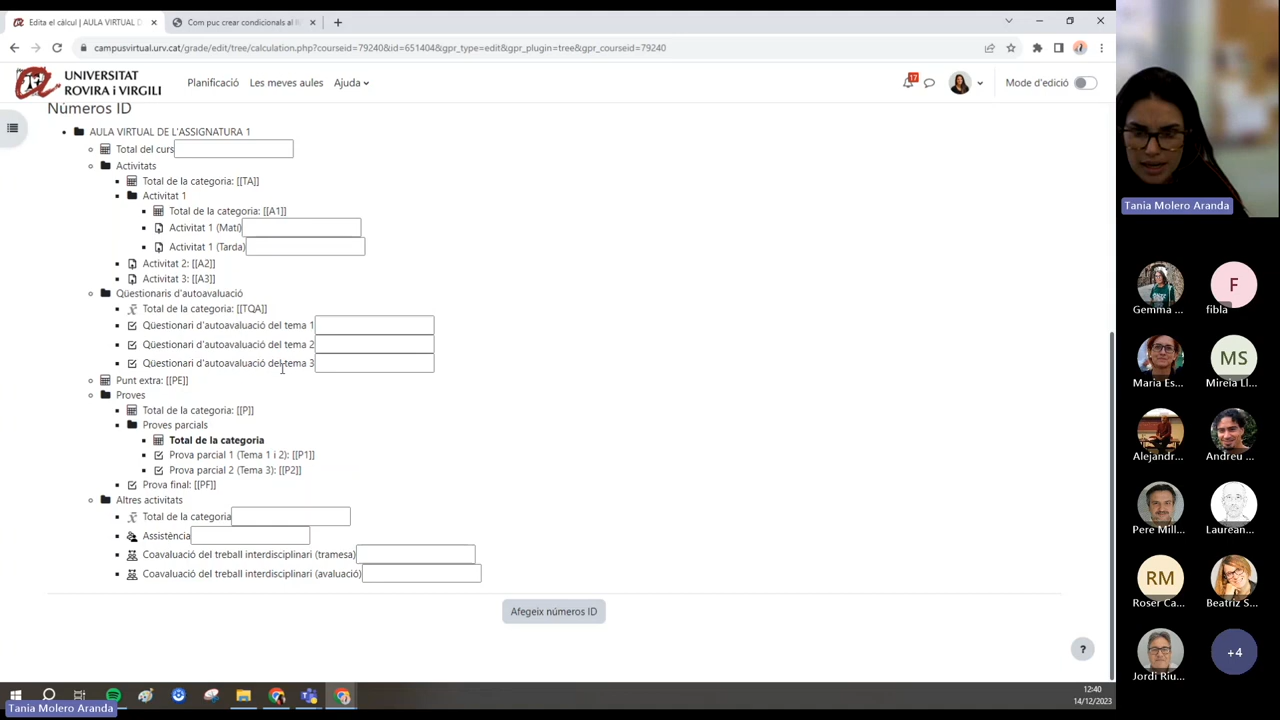 Edita el càlcul | AULA VIRTUAL D
Com puc crear condicionals al
campusvirtual.urv.cat/grade/edit/tree/calculation.php?courseid=79240&id=651404&gpr_type=edit&gpr_plugin=tree&gpr_courseid=79240
UNIVERSITAT
ROVIRA i VIRGILI
Planificació
Les meves aules
Ajuda
17
Mode d'edició
Números ID
AULA VIRTUAL DE L'ASSIGNATURA 1
Total del curs
Activitats
Total de la categoria: [[TA]]
Activitat 1
Total de la categoria: [[A1]]
Activitat 1 (Matí)
Activitat 1 (Tarda)
Activitat 2: [[A2]]
Activitat 3: [[A3]]
Qüestionaris d'autoavaluació
Total de la categoria: [[TQA]]
Qüestionari d'autoavaluació del tema 1
Qüestionari d'autoavaluació del tema 2
Qüestionari d'autoavaluació del tema 3
Punt extra: [[PE]]
Proves
Total de la categoria: [[P]]
Proves parcials
Total de la categoria
Prova parcial 1 (Tema 1 i 2): [[P1]]
Prova parcial 2 (Tema 3): [[P2]]
Prova final: [[PF]]
Altres activitats
Total de la categoria
Assistència
Coavaluació del treball interdisciplinari (tramesa)
Coavaluació del treball interdisciplinari (avaluació)
Afegeix números ID
?
12:40
14/12/2023
Tania Molero Aranda
Tania Molero Aranda
Gemma ...
F
fibla
Maria Es...
MS
Mireia Ll...
Alejandr...
Andreu ...
Pere Mill...
Laurean...
RM
Roser Ca...
Beatriz S...
Jordi Riu...
+4